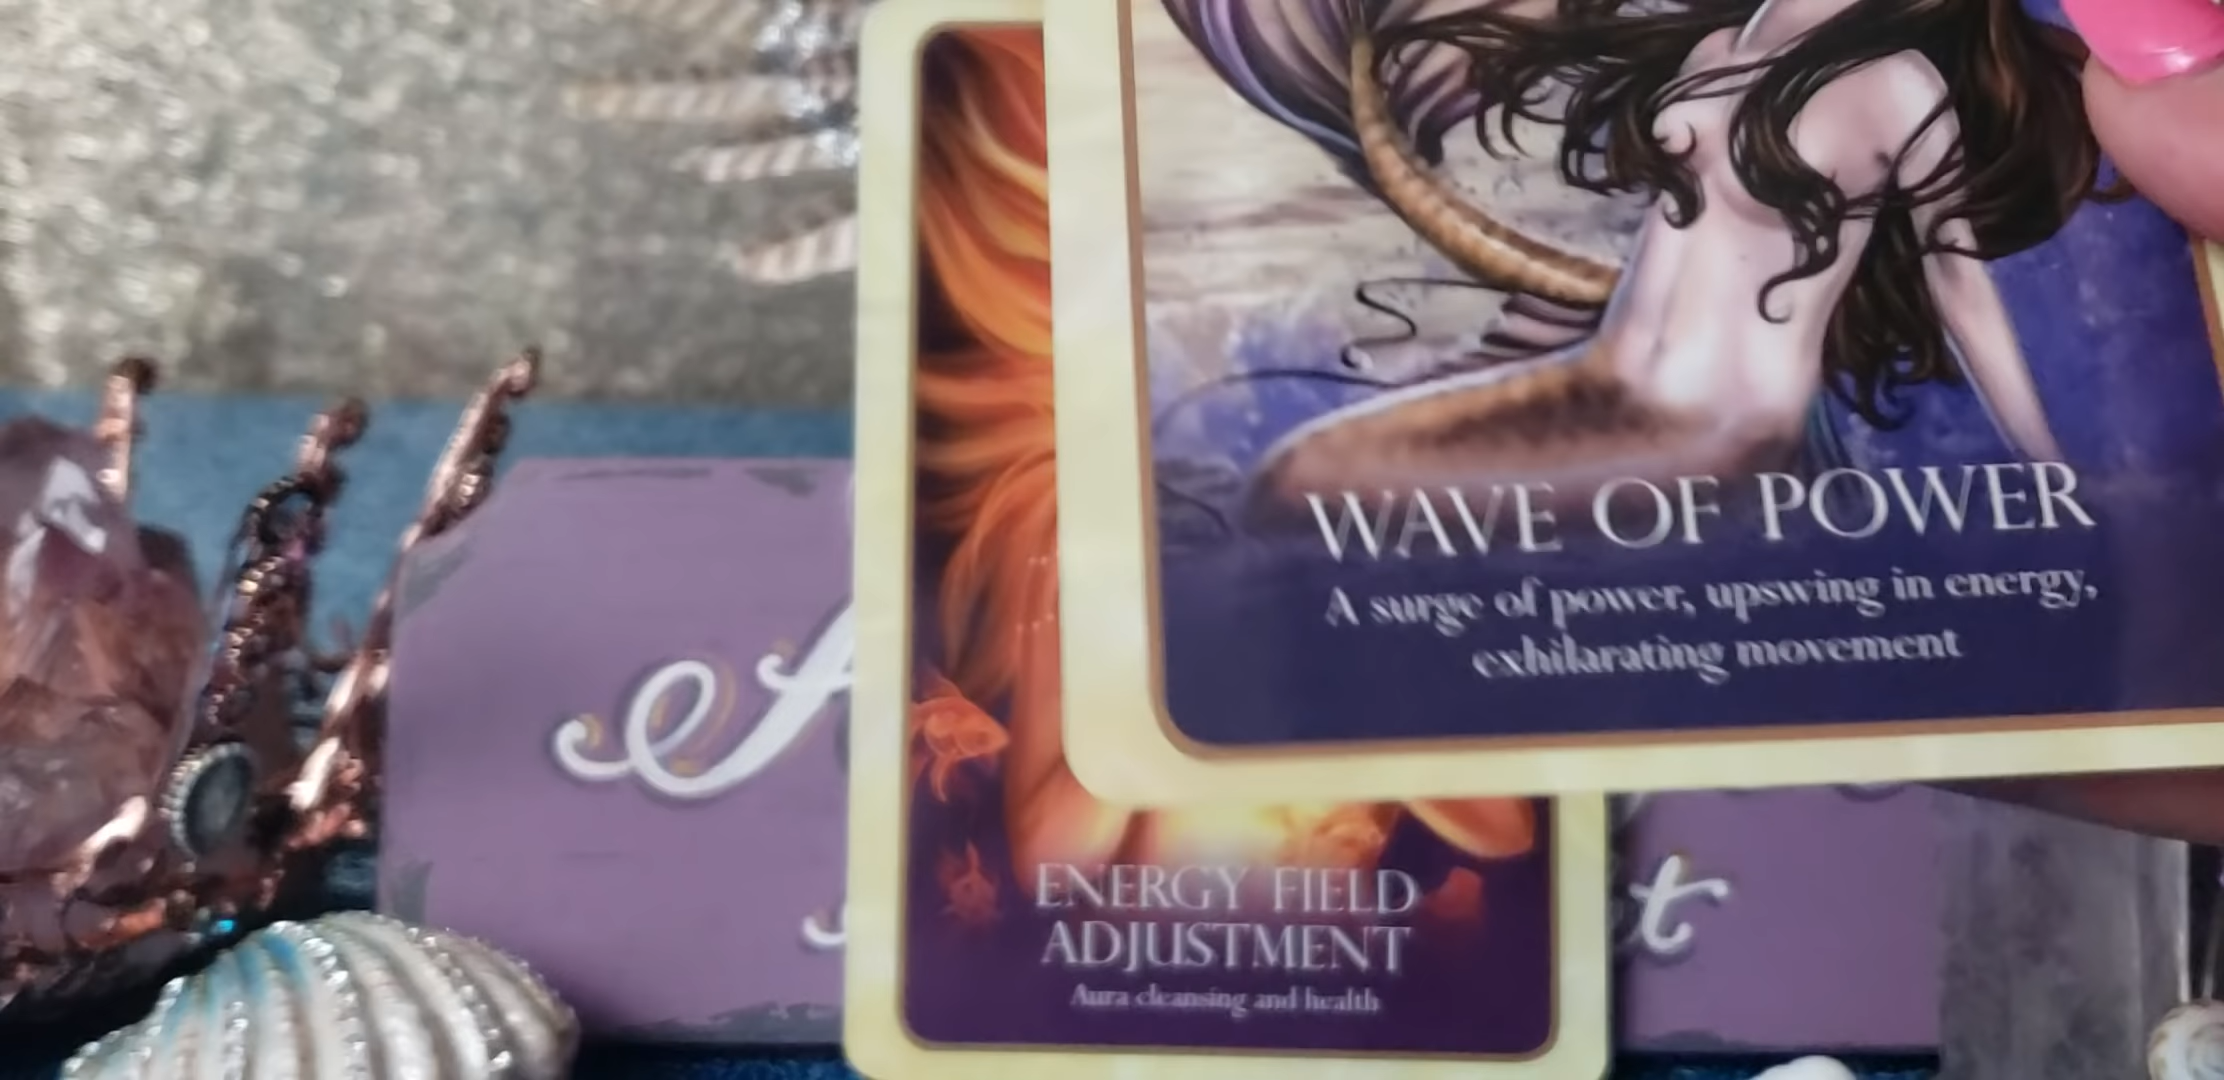 WAVE OF POWER
A surge of power, upswing in energy,
exhilarating movement
ENERGY FIELD
ADJUSTMENT
Aura cleansing and health